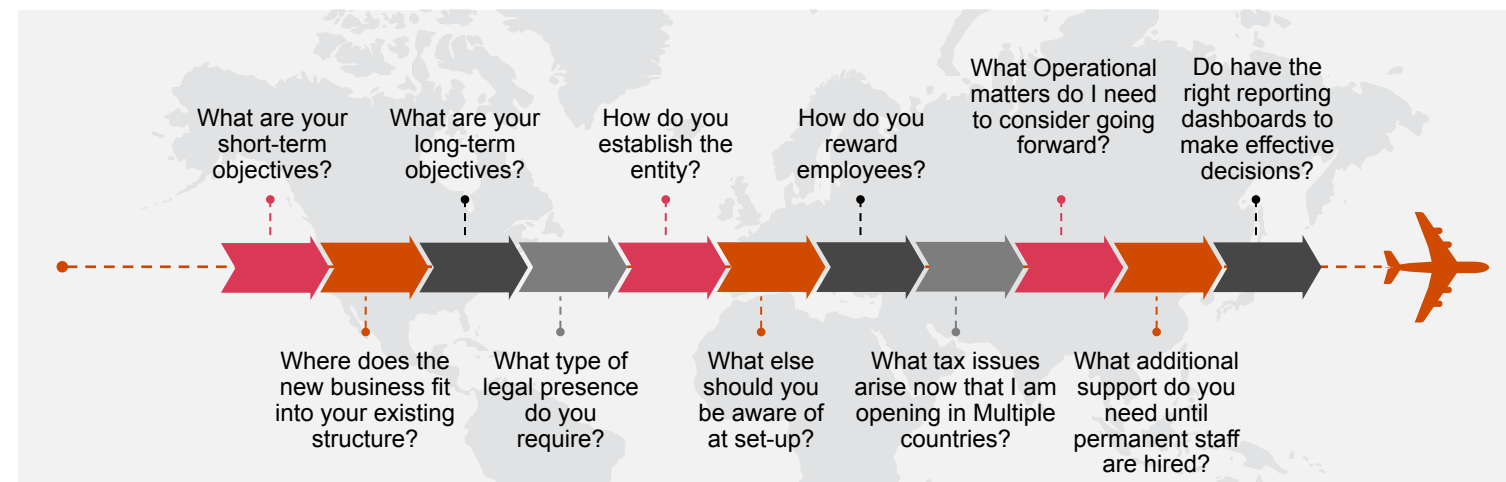 What are your
short-term
objectives?
Where does the
new business fit
into your existing
structure?
What are your
long-term
objectives?
What type of
legal presence
do you
require?
How do you
establish the
entity?
What else
should you
be aware of
at set-up?
How do you
reward
employees?
What tax issues
arise now that I am
opening in Multiple
countries?
What Operational
matters do I need
to consider going
forward?
What additional
support do you
need until
permanent staff
are hired?
Do have the
right reporting
dashboards to
make effective
decisions?